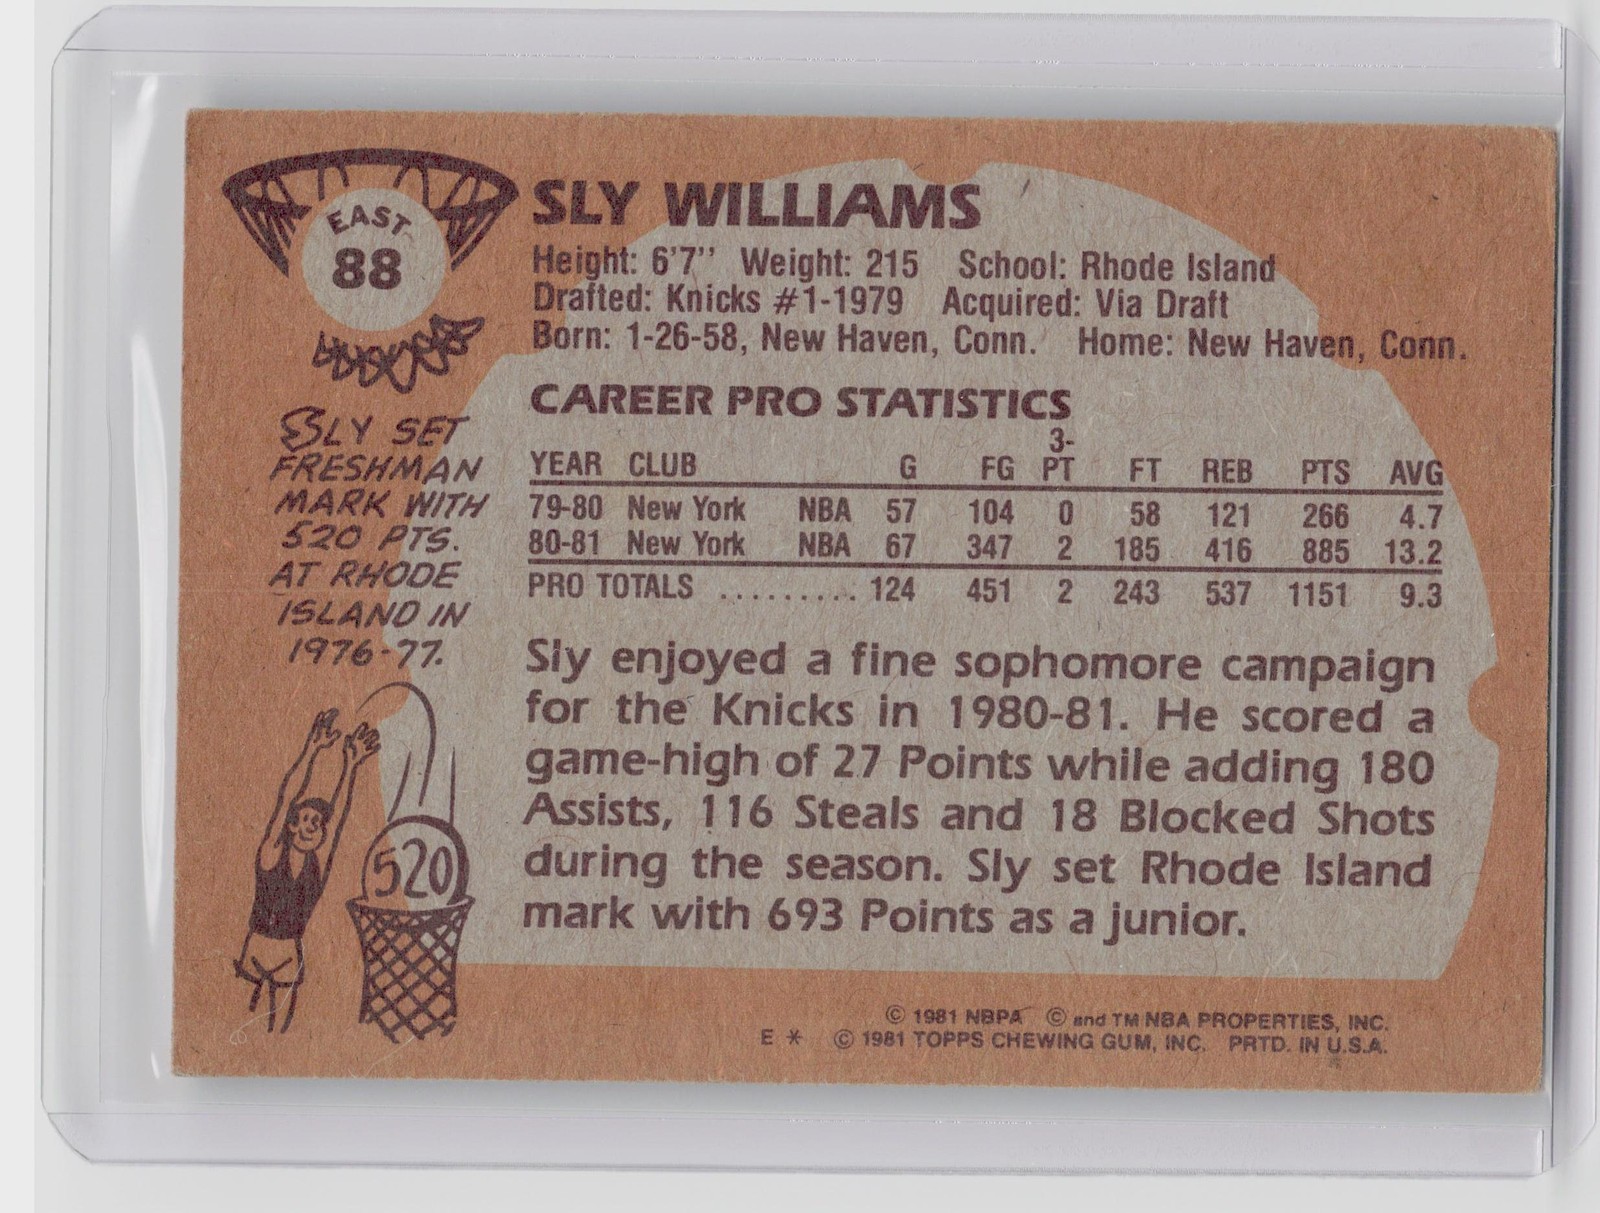 EAST
88
SLY WILLIAMS
Height: 6'7" Weight: 215 School: Rhode Island
Drafted: Knicks #1-1979 Acquired: Via Draft
Born: 1-26-58, New Haven, Conn. Home: New Haven, Conn.
SLY SET
FRESHMAN
MARK WITH
520 PTS.
AT RHODE
ISLAND IN
1976-77.
520
CAREER PRO STATISTICS
YEAR CLUB G FG 3-PT FT REB PTS AVG
79-80 New York NBA 57 104 0 58 121 266 4.7
80-81 New York NBA 67 347 2 185 416 885 13.2
PRO TOTALS ......... 124 451 2 243 537 1151 9.3
Sly enjoyed a fine sophomore campaign
for the Knicks in 1980-81. He scored a
game-high of 27 Points while adding 180
Assists, 116 Steals and 18 Blocked Shots
during the season. Sly set Rhode Island
mark with 693 Points as a junior.
© 1981 NBPA © and TM NBA PROPERTIES, INC.
E * © 1981 TOPPS CHEWING GUM, INC. PRTD. IN U.S.A.